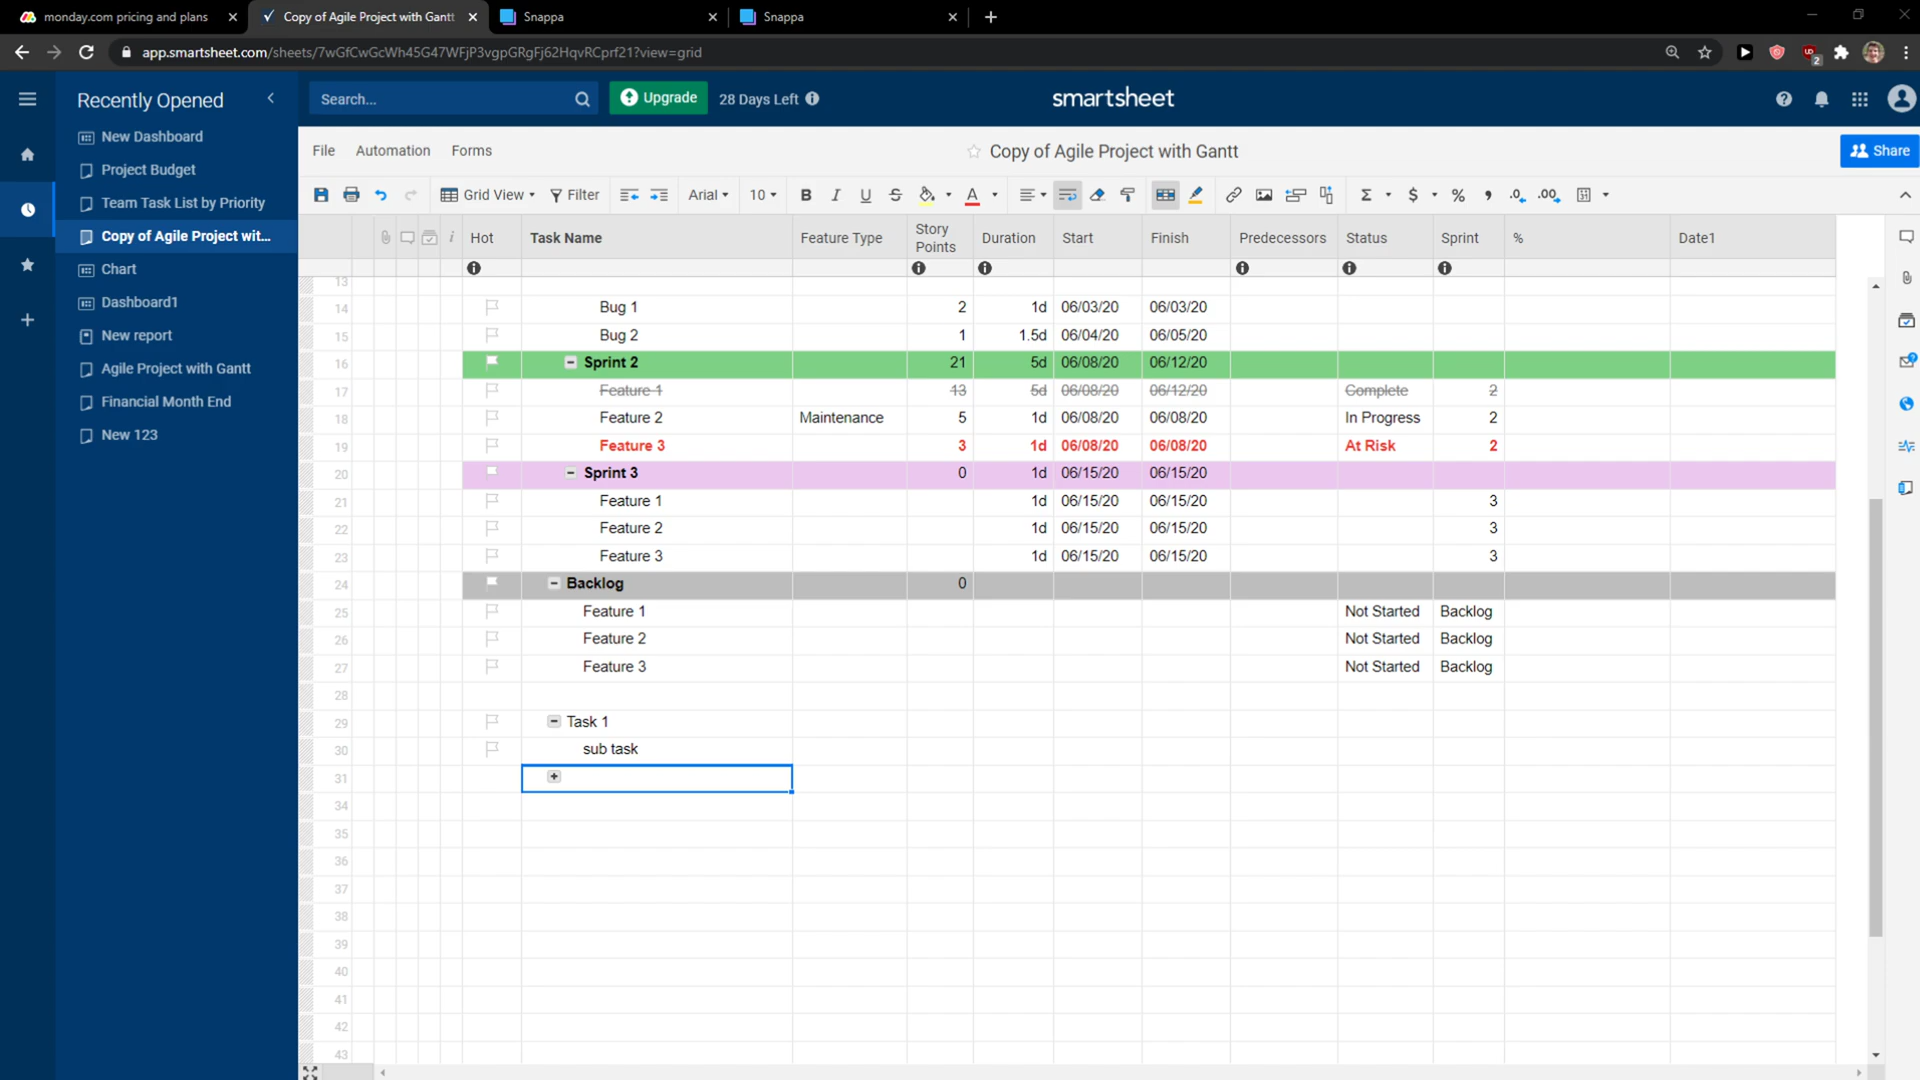 monday.com pricing and plans
Copy of Agile Project with Gantt
Snappa
Snappa
app.smartsheet.com/sheets/7wGfCwGcWh45G47WFjP3vgpGRgFj62HqvRCprf21?view=grid
2
Recently Opened
Search...
Upgrade
28 Days Left
smartsheet
New Dashboard
Project Budget
Team Task List by Priority
Copy of Agile Project wit...
Chart
Dashboard1
New report
Agile Project with Gantt
Financial Month End
New 123
File Automation Forms
Copy of Agile Project with Gantt
Share
Grid View Filter Arial 10 B I U S A Σ $ % , .0 .00
Hot Task Name Feature Type Story Points Duration Start Finish Predecessors Status Sprint % Date1
13
14 Bug 1 2 1d 06/03/20 06/03/20
15 Bug 2 1 1.5d 06/04/20 06/05/20
16 Sprint 2 21 5d 06/08/20 06/12/20
17 Feature 1 13 5d 06/08/20 06/12/20 Complete 2
18 Feature 2 Maintenance 5 1d 06/08/20 06/08/20 In Progress 2
19 Feature 3 3 1d 06/08/20 06/08/20 At Risk 2
20 Sprint 3 0 1d 06/15/20 06/15/20
21 Feature 1 1d 06/15/20 06/15/20 3
22 Feature 2 1d 06/15/20 06/15/20 3
23 Feature 3 1d 06/15/20 06/15/20 3
24 Backlog 0
25 Feature 1 Not Started Backlog
26 Feature 2 Not Started Backlog
27 Feature 3 Not Started Backlog
28
29 Task 1
30 sub task
31
34
35
36
37
38
39
40
41
42
43